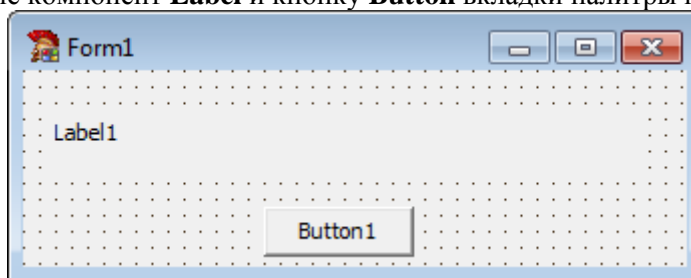 компонент Label и кнопку Button вкладки палитры
Form1
Label1
Button1